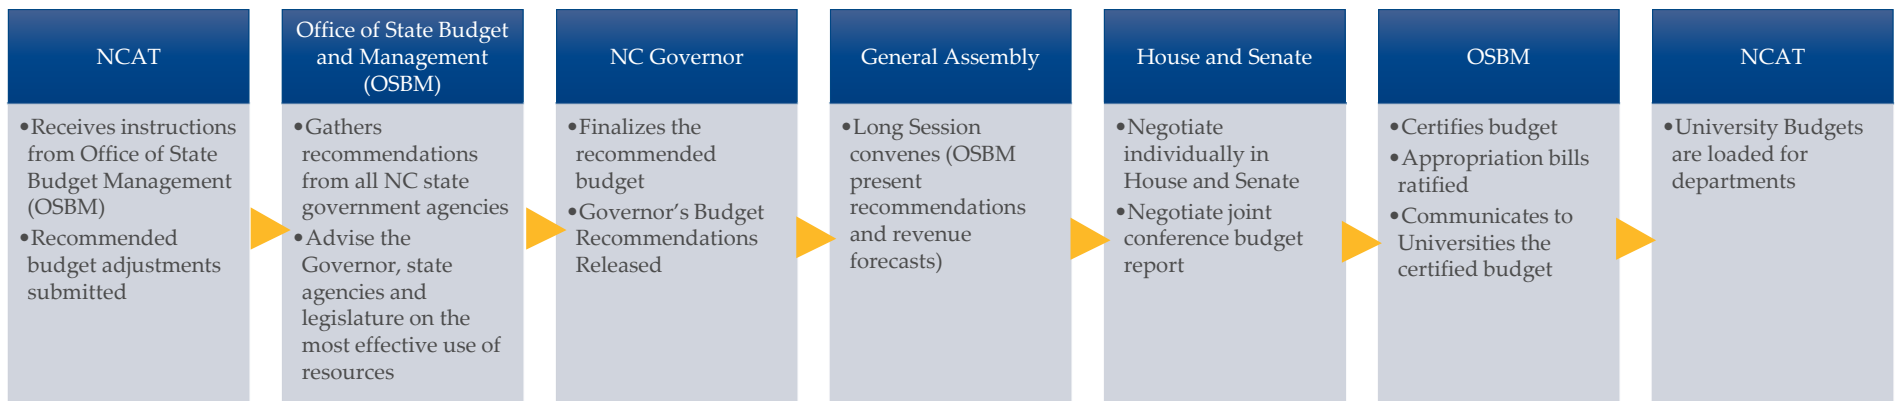 NCAT
•Receives instructions
from Office of State
Budget Management
(OSBM)
•Recommended
budget adjustments
submitted
Office of State Budget
and Management
(OSBM)
•Gathers
recommendations
from all NC state
government agencies
•Advise the
Governor, state
agencies and
legislature on the
most effective use of
resources
NC Governor
•Finalizes the
recommended
budget
•Governor’s Budget
Recommendations
Released
General Assembly
•Long Session
convenes (OSBM
present
recommendations
and revenue
forecasts)
House and Senate
•Negotiate
individually in
House and Senate
•Negotiate joint
conference budget
report
OSBM
•Certifies budget
•Appropriation bills
ratified
•Communicates to
Universities the
certified budget
NCAT
•University Budgets
are loaded for
departments